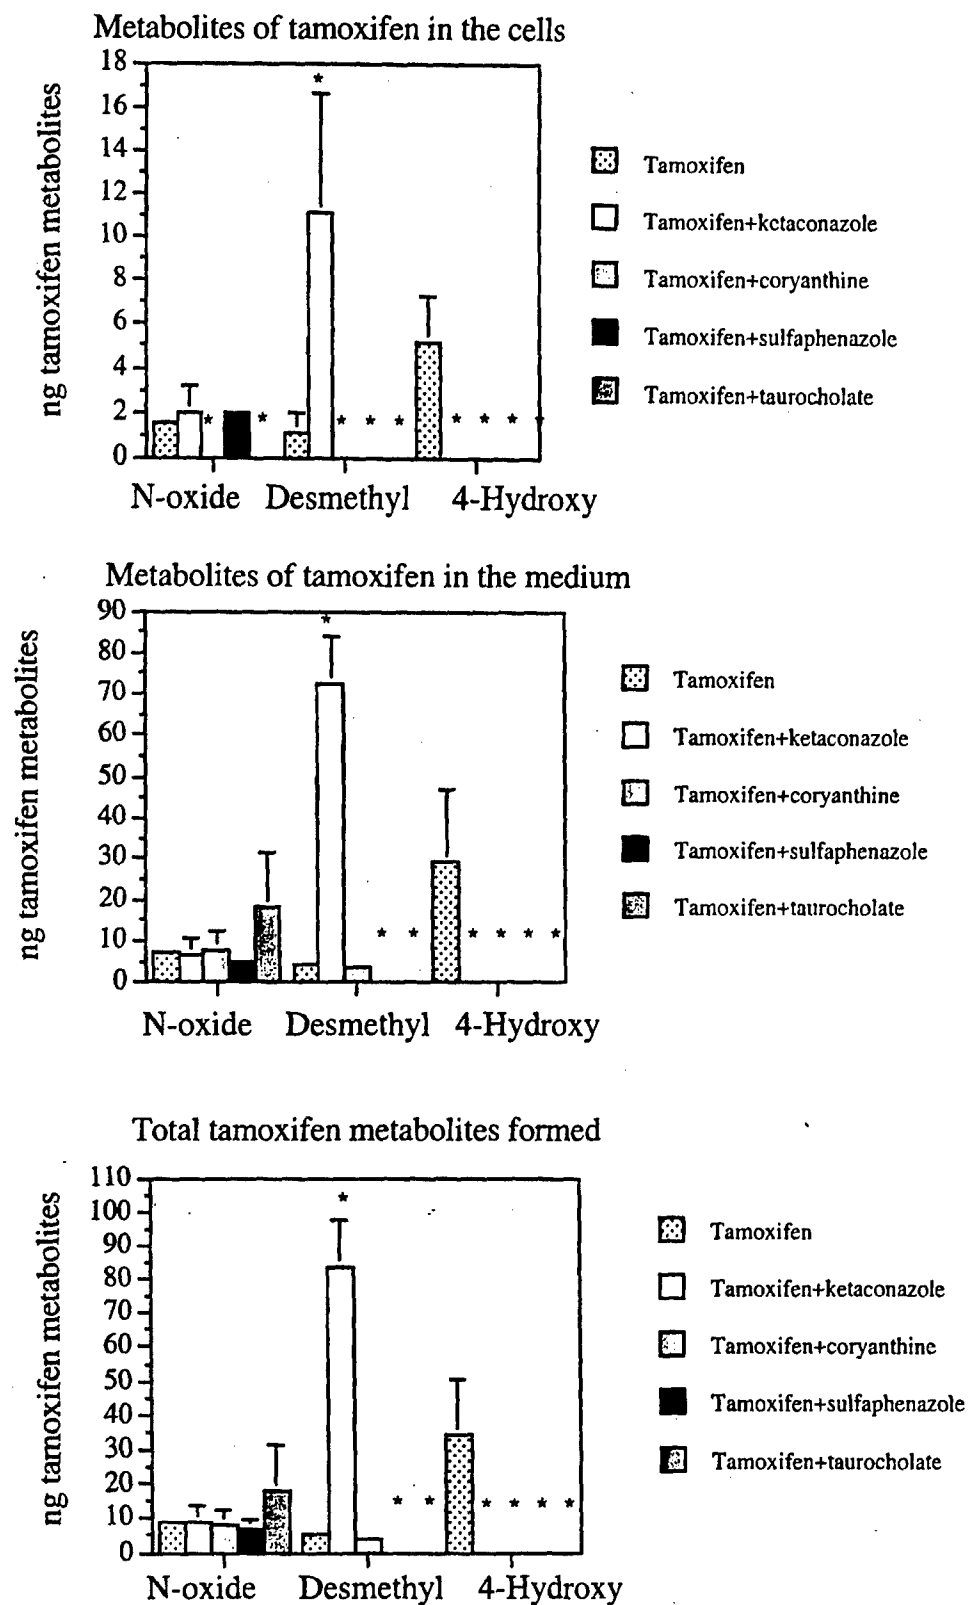 Metabolites of tamoxifen in the cells
ng tamoxifen metabolites
18
16
14
12
10
8
6
4
2
0
*
* * * * * * * * * *
N-oxide Desmethyl 4-Hydroxy
Tamoxifen
Tamoxifen+kctaconazole
Tamoxifen+coryanthine
Tamoxifen+sulfaphenazole
Tamoxifen+taurocholate
Metabolites of tamoxifen in the medium
ng tamoxifen metabolites
90
80
70
60
50
40
30
20
10
0
*
* * * * * *
N-oxide Desmethyl 4-Hydroxy
Tamoxifen
Tamoxifen+ketaconazole
Tamoxifen+coryanthine
Tamoxifen+sulfaphenazole
Tamoxifen+taurocholate
Total tamoxifen metabolites formed
ng tamoxifen metabolites
110
100
90
80
70
60
50
40
30
20
10
0
*
* * * * * *
N-oxide Desmethyl 4-Hydroxy
Tamoxifen
Tamoxifen+ketaconazole
Tamoxifen+coryanthine
Tamoxifen+sulfaphenazole
Tamoxifen+taurocholate